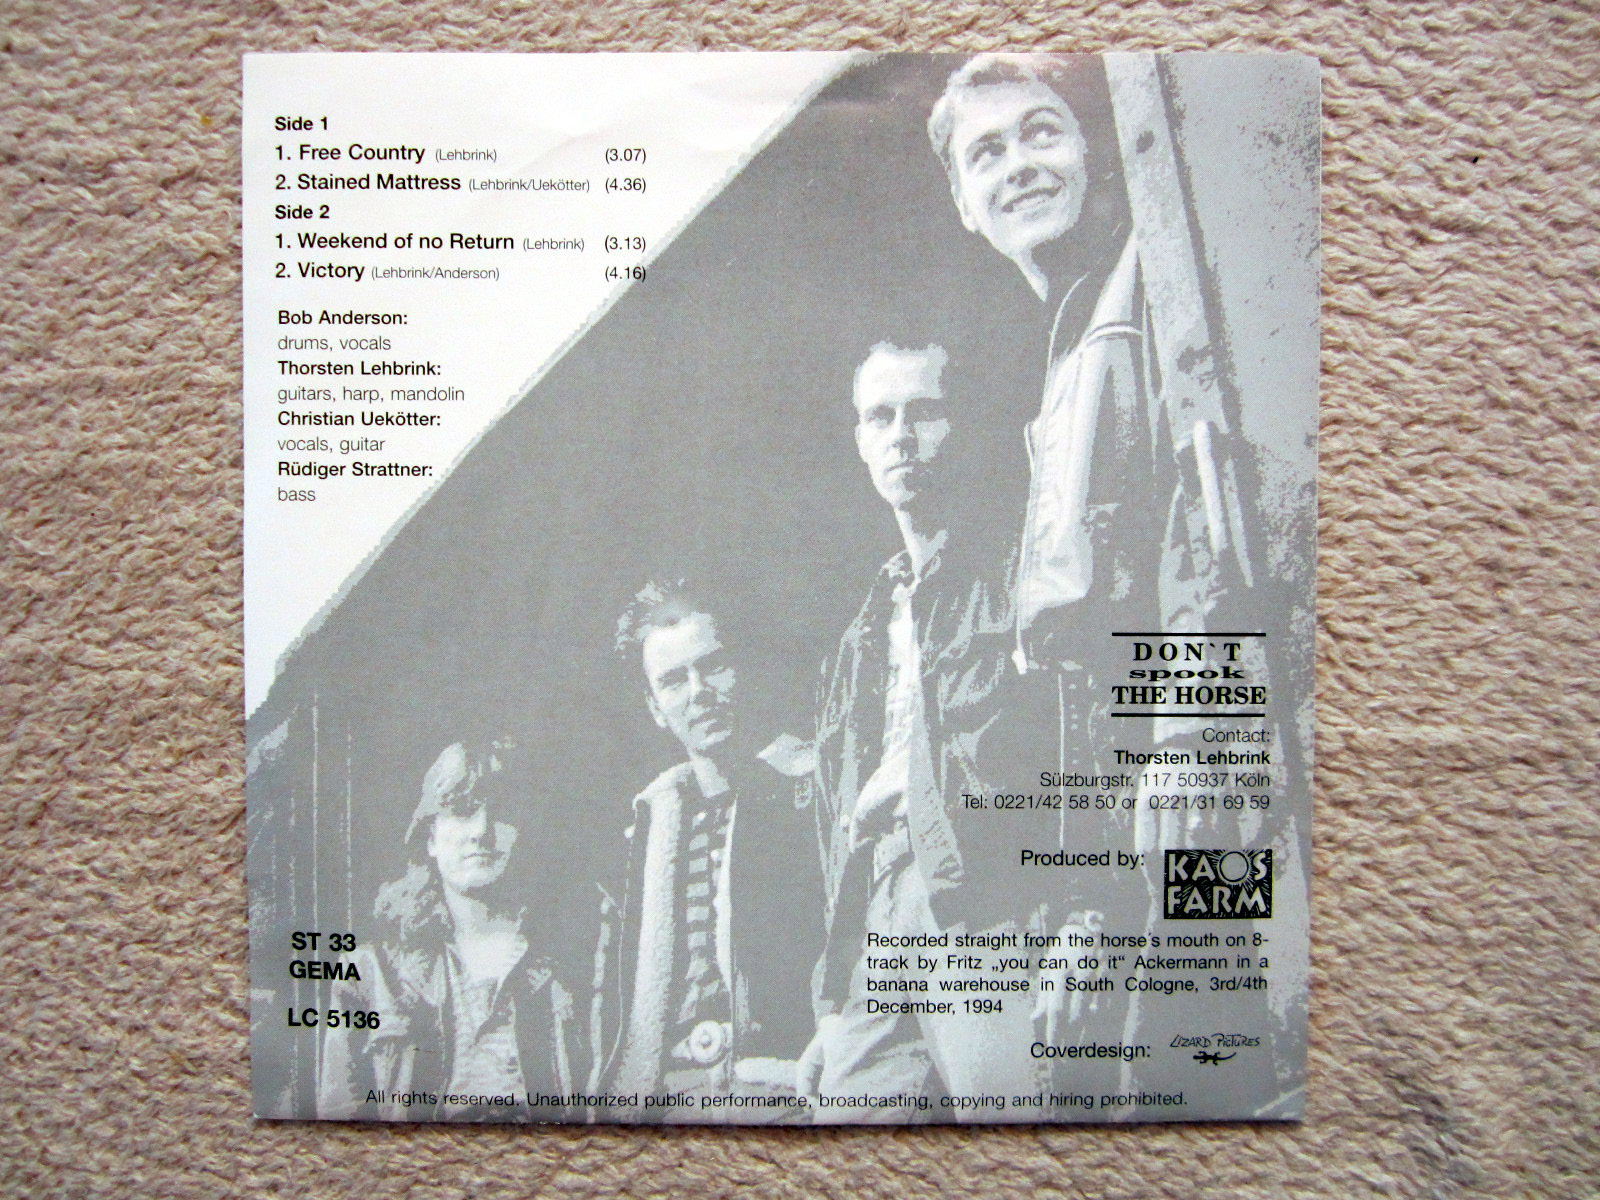 Side 1
1. Free Country (Lehbrink) (3.07)
2. Stained Mattress (Lehbrink/Uekötter) (4.36)
Side 2
1. Weekend of no Return (Lehbrink) (3.13)
2. Victory (Lehbrink/Anderson) (4.16)
Bob Anderson:
drums, vocals
Thorsten Lehbrink:
guitars, harp, mandolin
Christian Uekötter:
vocals, guitar
Rüdiger Strattner:
bass
DON`T
spook
THE HORSE
Contact:
Thorsten Lehbrink
Sülzburgstr. 117 50937 Köln
Tel: 0221/42 58 50 or 0221/31 69 59
Produced by:
KAOS
FARM
ST 33
GEMA
LC 5136
Recorded straight from the horse's mouth on 8-
track by Fritz „you can do it“ Ackermann in a
banana warehouse in South Cologne, 3rd/4th
December, 1994
Coverdesign: LIZARD PICTURES
All rights reserved. Unauthorized public performance, broadcasting, copying and hiring prohibited.